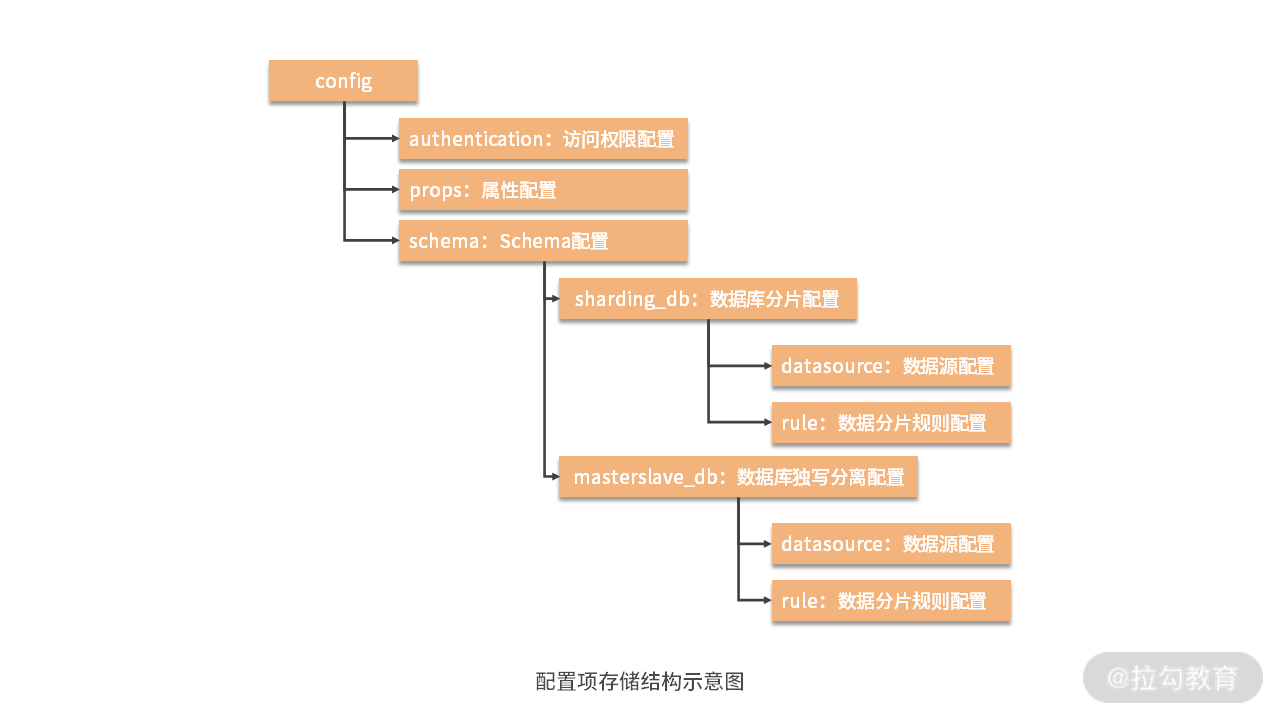 config
authentication：访问权限配置
props：属性配置
schema：Schema配置
sharding_db：数据库分片配置
datasource：数据源配置
rule：数据分片规则配置
masterslave_db：数据库独写分离配置
datasource：数据源配置
rule：数据分片规则配置
配置项存储结构示意图
@拉勾教育